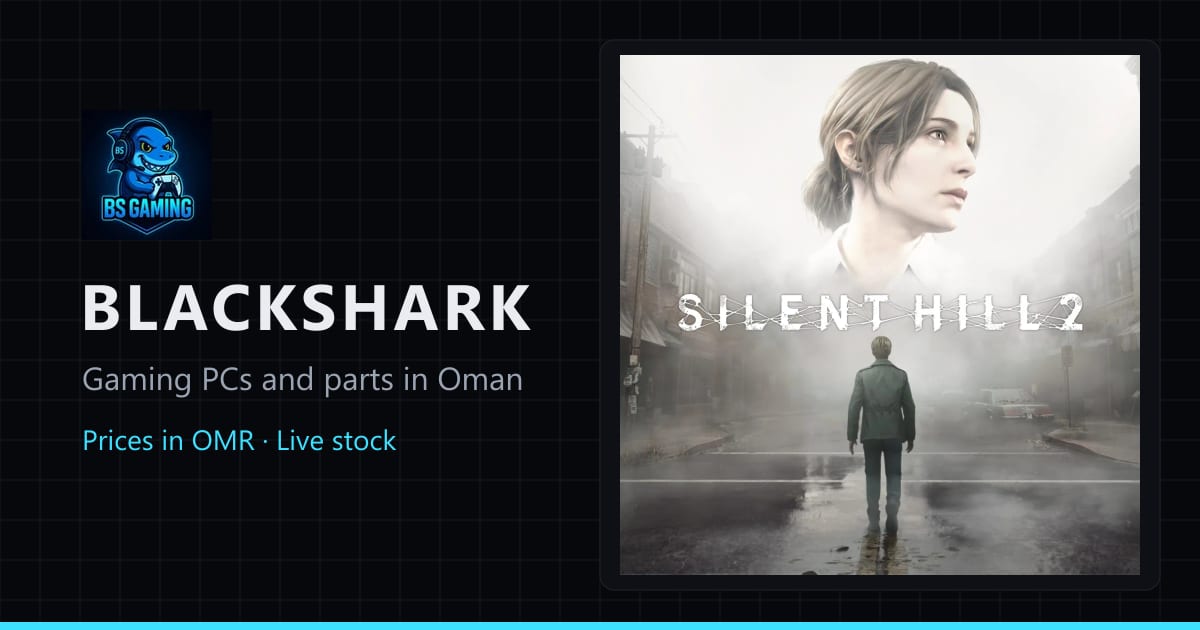 BS
BS GAMING
BLACKSHARK
Gaming PCs and parts in Oman
Prices in OMR · Live stock
SILENT HILL 2